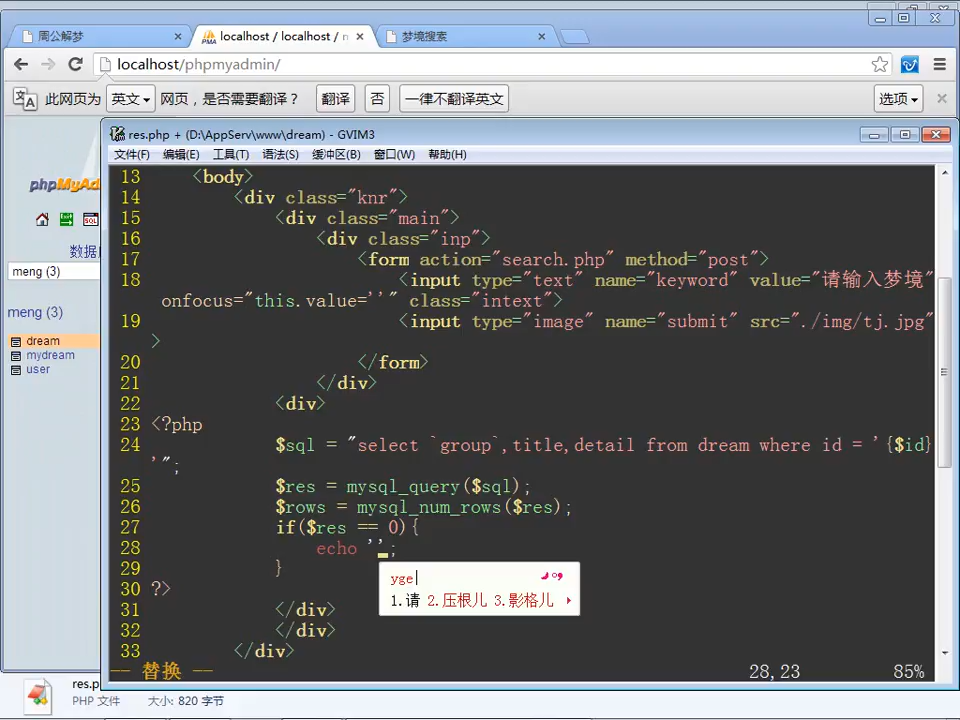 周公解梦
localhost / localhost / m
梦境搜索
localhost/phpmyadmin/
此网页为 英文 网页，是否需要翻译？ 翻译 否 一律不翻译英文 选项
res.php + (D:\AppServ\www\dream) - GVIM3
文件(F) 编辑(E) 工具(T) 语法(S) 缓冲区(B) 窗口(W) 帮助(H)
phpMyAd
数据
meng (3)
meng (3)
dream
mydream
user
13 <body>
14 <div class="knr">
15 <div class="main">
16 <div class="inp">
17 <form action="search.php" method="post">
18 <input type="text" name="keyword" value="请输入梦境"
onfocus="this.value=''" class="intext">
19 <input type="image" name="submit" src="./img/tj.jpg"
>
20 </form>
21 </div>
22 <div>
23 <?php
24 $sql = "select `group`,title,detail from dream where id = '{$id}
'";
25 $res = mysql_query($sql);
26 $rows = mysql_num_rows($res);
27 if($res == 0){
28 echo '';
29 }
30 ?>
31 </div>
32 </div>
33 </div>
yge
1.请 2.压根儿 3.影格儿
-- 替换 -- 28,23 85%
res.p
PHP 文件 大小: 820 字节